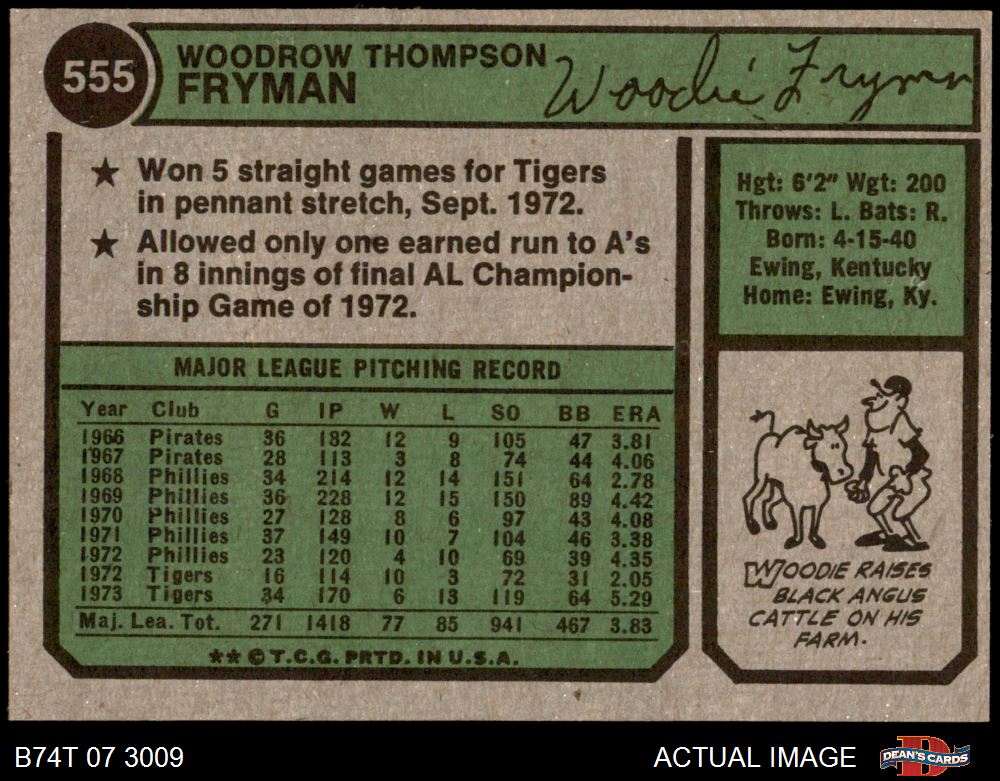 555
WOODROW THOMPSON
FRYMAN
Woodie Fryman
★ Won 5 straight games for Tigers
in pennant stretch, Sept. 1972.
★ Allowed only one earned run to A's
in 8 innings of final AL Champion-
ship Game of 1972.
Hgt: 6'2" Wgt: 200
Throws: L. Bats: R.
Born: 4-15-40
Ewing, Kentucky
Home: Ewing, Ky.
MAJOR LEAGUE PITCHING RECORD
Year Club G IP W L SO BB ERA
1966 Pirates 36 182 12 9 105 47 3.81
1967 Pirates 28 113 3 8 74 44 4.06
1968 Phillies 34 214 12 14 151 64 2.78
1969 Phillies 36 228 12 15 150 89 4.42
1970 Phillies 27 128 8 6 97 43 4.08
1971 Phillies 37 149 10 7 104 46 3.38
1972 Phillies 23 120 4 10 69 39 4.35
1972 Tigers 16 114 10 3 72 31 2.05
1973 Tigers 34 170 6 13 119 64 5.29
Maj. Lea. Tot. 271 1418 77 85 941 467 3.83
** © T.C.G. PRTD. IN U.S.A.
WOODIE RAISES
BLACK ANGUS
CATTLE ON HIS
FARM.
B74T 07 3009
ACTUAL IMAGE
DEAN'S CARDS